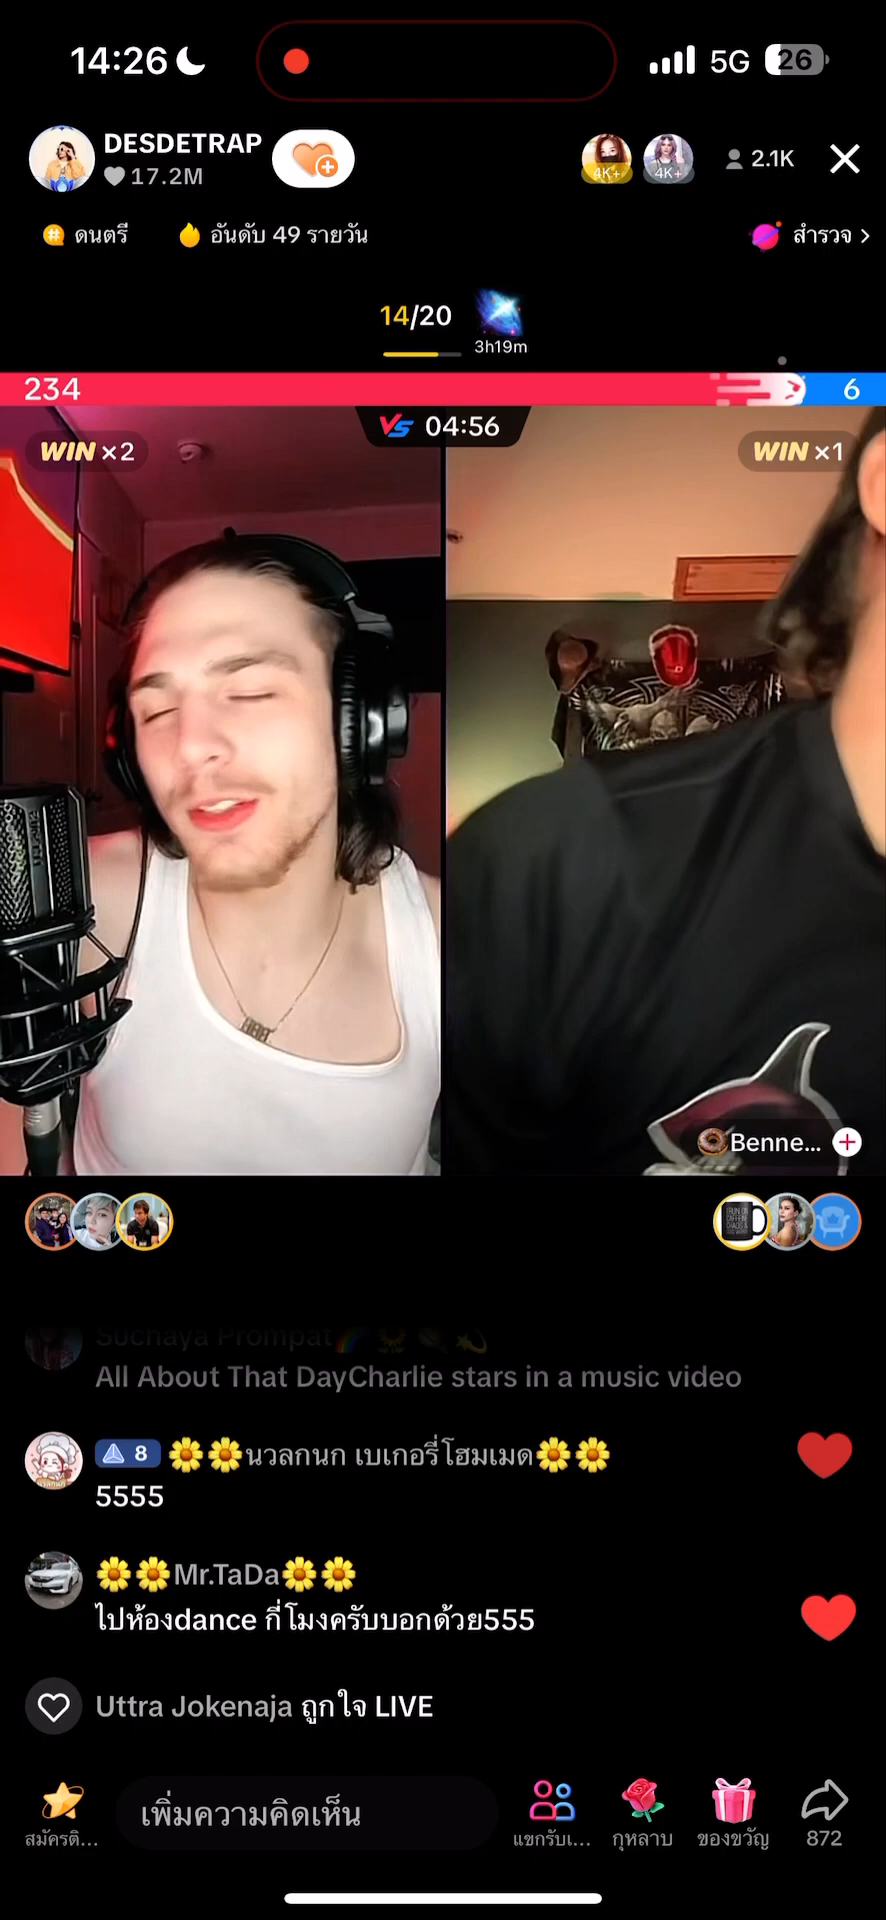 14:26
5G
26
DESDETRAP
17.2M
4K+
4K+
2.1K
ดนตรี
อันดับ 49 รายวัน
สำรวจ
14/20
3h19m
234
6
VS 04:56
WIN ×2
WIN ×1
🍩Benne...
Suchaya Prompat
All About That DayCharlie stars in a music video
8 🌼🌼นวลกนก เบเกอรี่โฮมเมด🌼🌼
5555
🌼🌼Mr.TaDa🌼🌼
ไปห้องdance กี่โมงครับบอกด้วย555
Uttra Jokenaja ถูกใจ LIVE
สมัครติ...
เพิ่มความคิดเห็น
แขกรับเ...
กุหลาบ
ของขวัญ
872